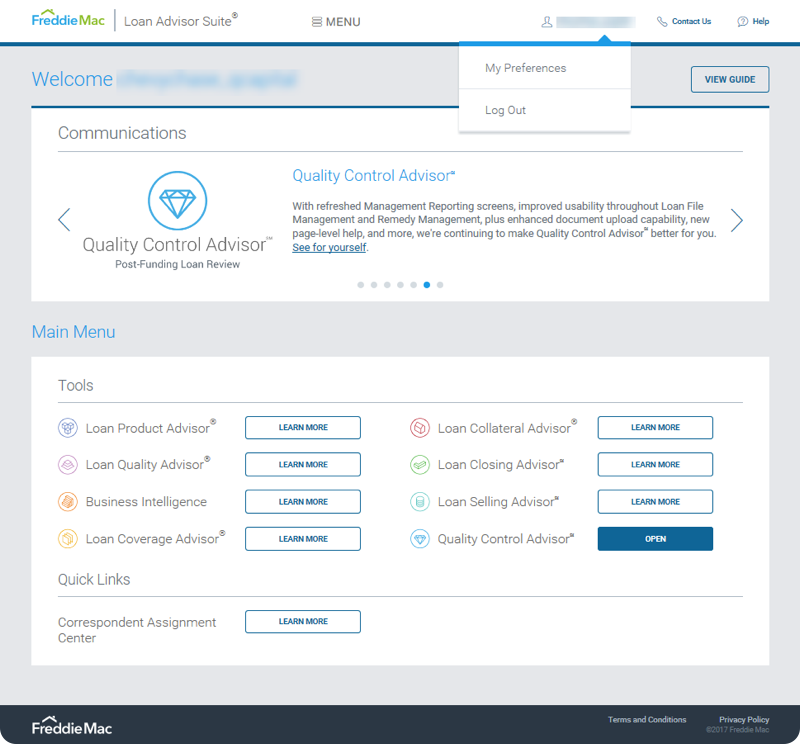 FreddieMac
Loan Advisor Suite®
MENU
Contact Us
Help
My Preferences
Log Out
Welcome
VIEW GUIDE
Communications
Quality Control Advisor℠
With refreshed Management Reporting screens, improved usability throughout Loan File
Management and Remedy Management, plus enhanced document upload capability, new
page-level help, and more, we're continuing to make Quality Control Advisor℠ better for you.
See for yourself.
Quality Control Advisor™
Post-Funding Loan Review
Main Menu
Tools
Loan Product Advisor®
LEARN MORE
Loan Collateral Advisor®
LEARN MORE
Loan Quality Advisor®
LEARN MORE
Loan Closing Advisor℠
LEARN MORE
Business Intelligence
LEARN MORE
Loan Selling Advisor℠
LEARN MORE
Loan Coverage Advisor®
LEARN MORE
Quality Control Advisor℠
OPEN
Quick Links
Correspondent Assignment
Center
LEARN MORE
FreddieMac
Terms and Conditions
Privacy Policy
©2017 Freddie Mac